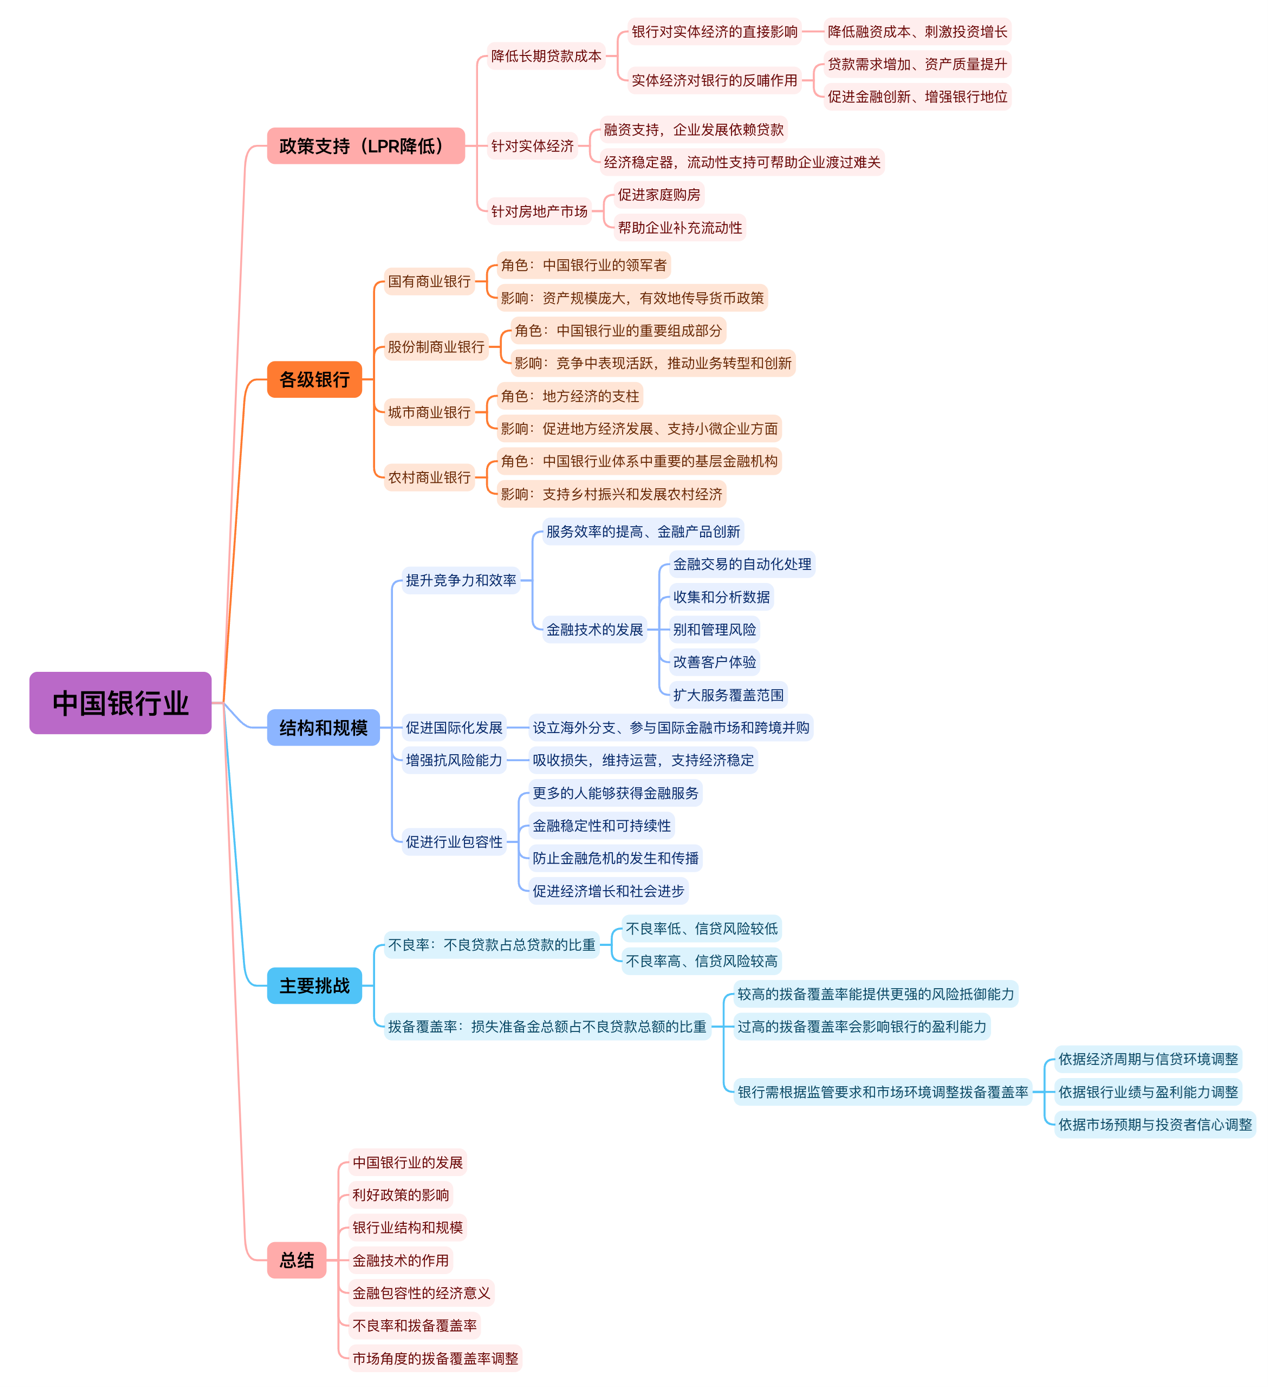 中国银行业
政策支持（LPR降低）
降低长期贷款成本
银行对实体经济的直接影响
降低融资成本、刺激投资增长
实体经济对银行的反哺作用
贷款需求增加、资产质量提升
促进金融创新、增强银行地位
针对实体经济
融资支持，企业发展依赖贷款
经济稳定器，流动性支持可帮助企业渡过难关
针对房地产市场
促进家庭购房
帮助企业补充流动性
各级银行
国有商业银行
角色：中国银行业的领军者
影响：资产规模庞大，有效地传导货币政策
股份制商业银行
角色：中国银行业的重要组成部分
影响：竞争中表现活跃，推动业务转型和创新
城市商业银行
角色：地方经济的支柱
影响：促进地方经济发展、支持小微企业方面
农村商业银行
角色：中国银行业体系中重要的基层金融机构
影响：支持乡村振兴和发展农村经济
结构和规模
提升竞争力和效率
服务效率的提高、金融产品创新
金融技术的发展
金融交易的自动化处理
收集和分析数据
别和管理风险
改善客户体验
扩大服务覆盖范围
促进国际化发展
设立海外分支、参与国际金融市场和跨境并购
增强抗风险能力
吸收损失，维持运营，支持经济稳定
促进行业包容性
更多的人能够获得金融服务
金融稳定性和可持续性
防止金融危机的发生和传播
促进经济增长和社会进步
主要挑战
不良率：不良贷款占总贷款的比重
不良率低、信贷风险较低
不良率高、信贷风险较高
拨备覆盖率：损失准备金总额占不良贷款总额的比重
较高的拨备覆盖率能提供更强的风险抵御能力
过高的拨备覆盖率会影响银行的盈利能力
银行需根据监管要求和市场环境调整拨备覆盖率
依据经济周期与信贷环境调整
依据银行业绩与盈利能力调整
依据市场预期与投资者信心调整
总结
中国银行业的发展
利好政策的影响
银行业结构和规模
金融技术的作用
金融包容性的经济意义
不良率和拨备覆盖率
市场角度的拨备覆盖率调整